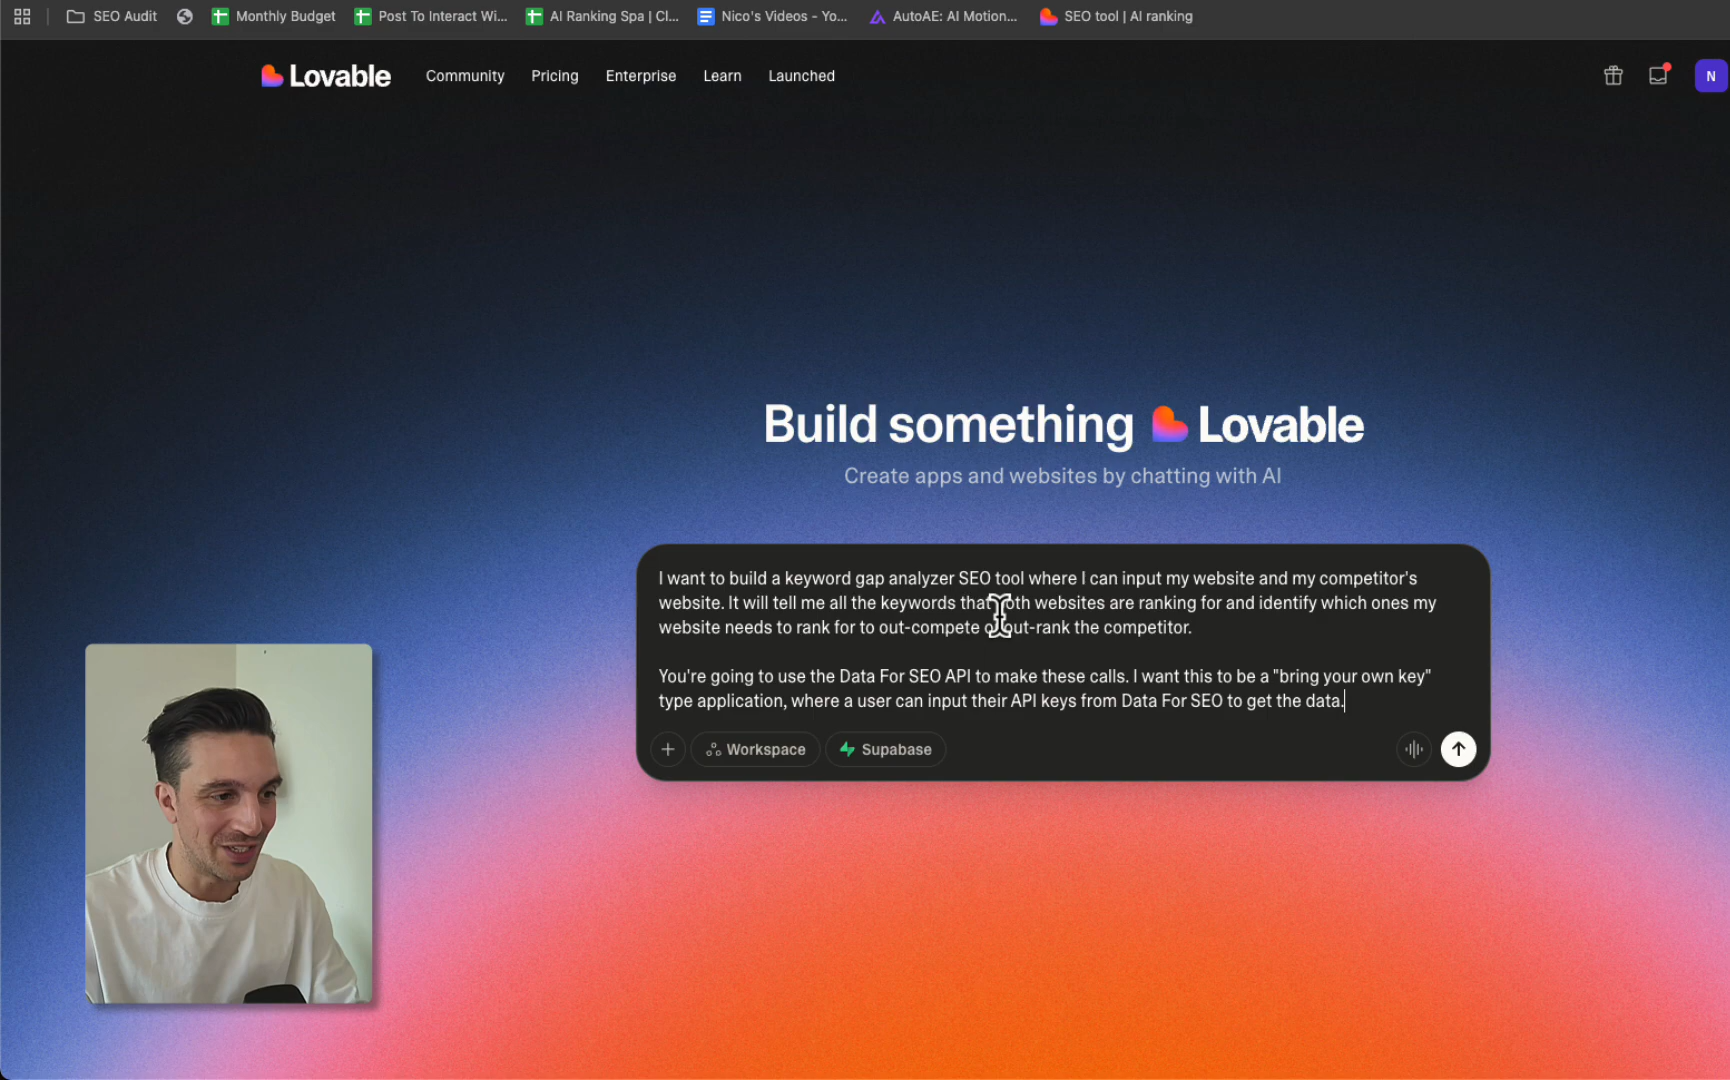 SEO Audit
Monthly Budget
Post To Interact Wi...
AI Ranking Spa | Cl...
Nico's Videos - Yo...
AutoAE: AI Motion...
SEO tool | AI ranking
Lovable
Community
Pricing
Enterprise
Learn
Launched
N
Build something Lovable
Create apps and websites by chatting with AI
I want to build a keyword gap analyzer SEO tool where I can input my website and my competitor's
website. It will tell me all the keywords that both websites are ranking for and identify which ones my
website needs to rank for to out-compete or out-rank the competitor.
You're going to use the Data For SEO API to make these calls. I want this to be a "bring your own key"
type application, where a user can input their API keys from Data For SEO to get the data.
Workspace
Supabase